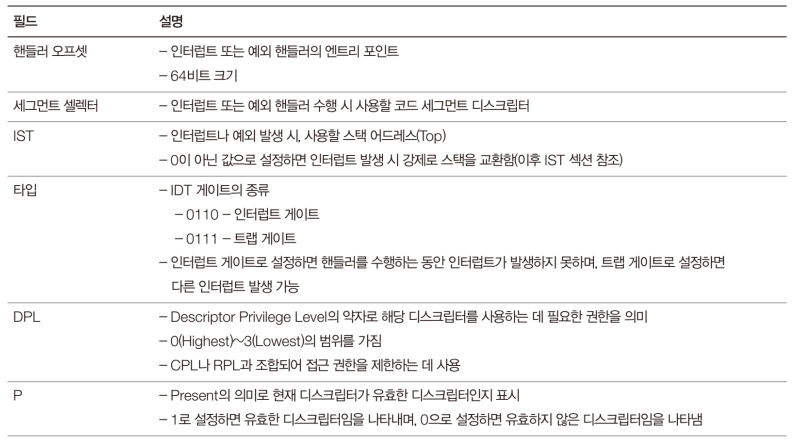 필드 설명
핸들러 오프셋 – 인터럽트 또는 예외 핸들러의 엔트리 포인트
– 64비트 크기
세그먼트 셀렉터 – 인터럽트 또는 예외 핸들러 수행 시 사용할 코드 세그먼트 디스크립터
IST – 인터럽트나 예외 발생 시, 사용할 스택 어드레스(Top)
– 0이 아닌 값으로 설정하면 인터럽트 발생 시 강제로 스택을 교환함(이후 IST 섹션 참조)
타입 – IDT 게이트의 종류
– 0110 – 인터럽트 게이트
– 0111 – 트랩 게이트
– 인터럽트 게이트로 설정하면 핸들러를 수행하는 동안 인터럽트가 발생하지 못하며, 트랩 게이트로 설정하면
다른 인터럽트 발생 가능
DPL – Descriptor Privilege Level의 약자로 해당 디스크립터를 사용하는 데 필요한 권한을 의미
– 0(Highest)~3(Lowest)의 범위를 가짐
– CPL나 RPL과 조합되어 접근 권한을 제한하는 데 사용
P – Present의 의미로 현재 디스크립터가 유효한 디스크립터인지 표시
– 1로 설정하면 유효한 디스크립터임을 나타내며, 0으로 설정하면 유효하지 않은 디스크립터임을 나타냄